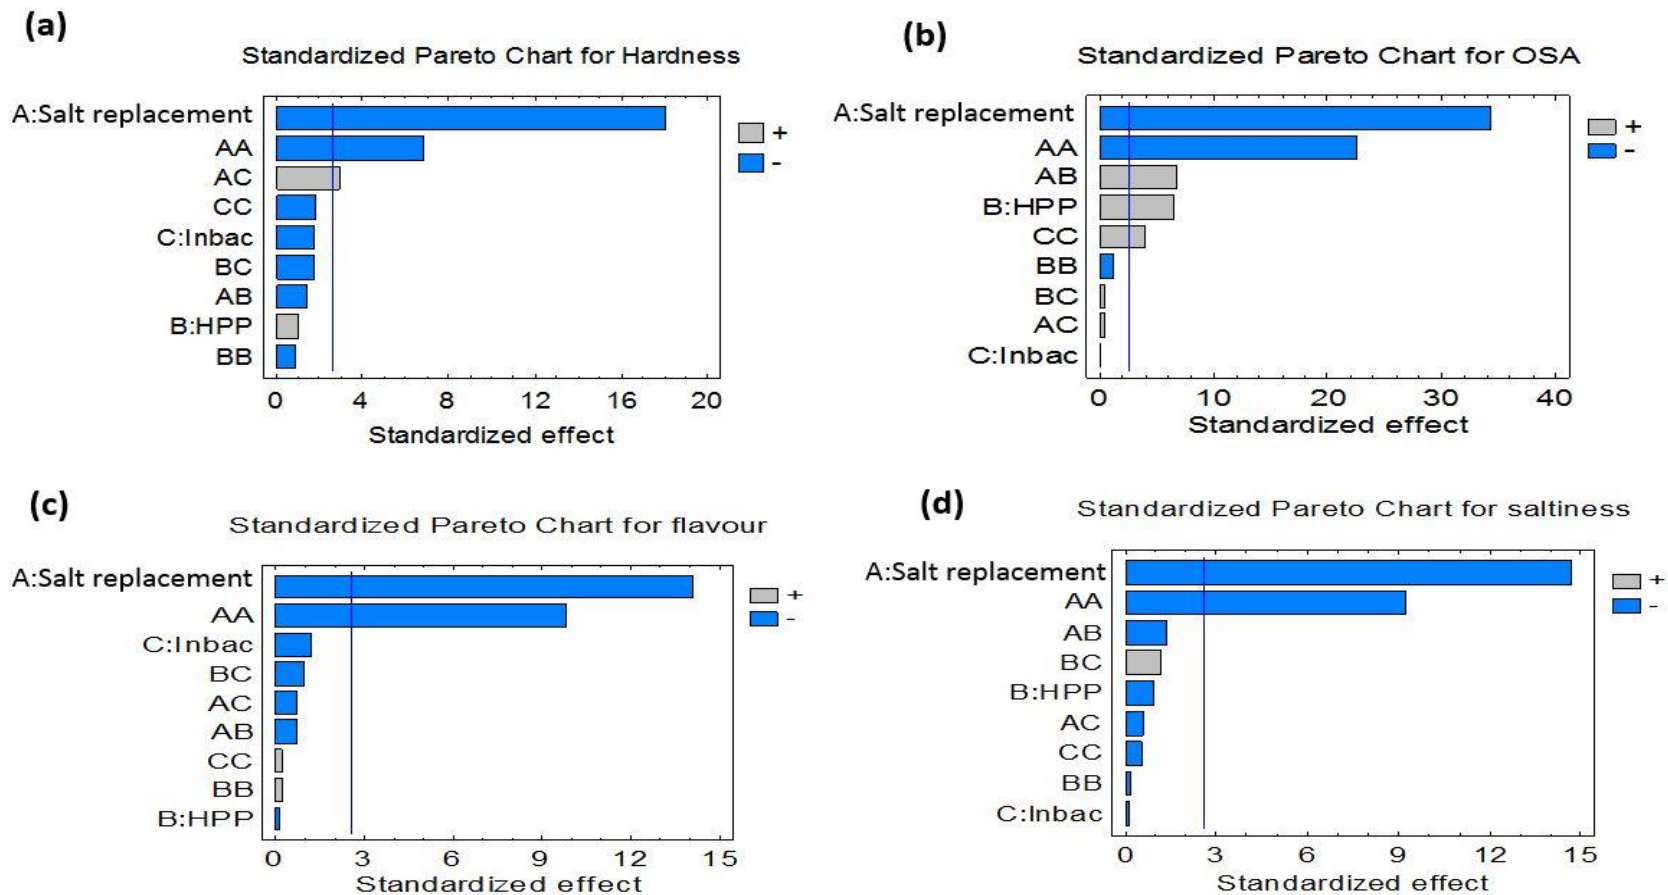 (a)
Standardized Pareto Chart for Hardness
A:Salt replacement
AA
AC
CC
C:Inbac
BC
AB
B:HPP
BB
+
-
0 4 8 12 16 20
Standardized effect
(b)
Standardized Pareto Chart for OSA
A:Salt replacement
AA
AB
B:HPP
CC
BB
BC
AC
C:Inbac
+
-
0 10 20 30 40
Standardized effect
(c)
Standardized Pareto Chart for flavour
A:Salt replacement
AA
C:Inbac
BC
AC
AB
CC
BB
B:HPP
+
-
0 3 6 9 12 15
Standardized effect
(d)
Standardized Pareto Chart for saltiness
A:Salt replacement
AA
AB
BC
B:HPP
AC
CC
BB
C:Inbac
+
-
0 3 6 9 12 15
Standardized effect